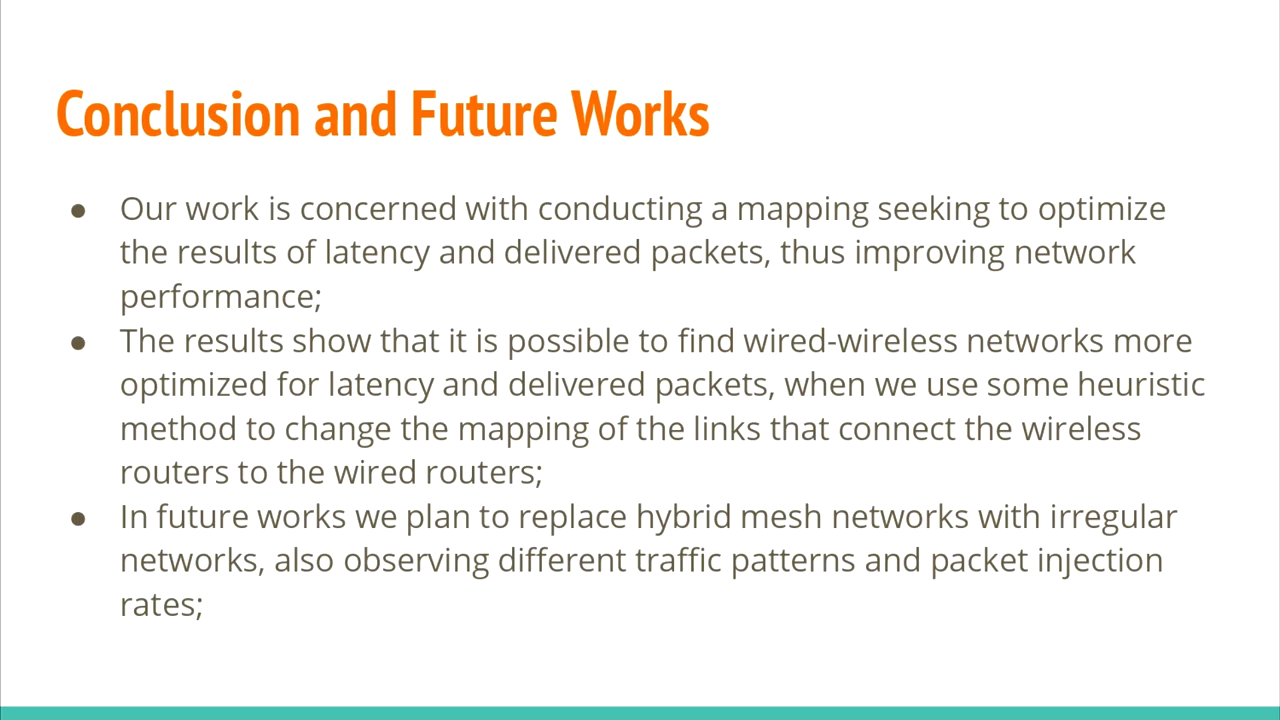 Conclusion and Future Works
● Our work is concerned with conducting a mapping seeking to optimize
the results of latency and delivered packets, thus improving network
performance;
● The results show that it is possible to find wired-wireless networks more
optimized for latency and delivered packets, when we use some heuristic
method to change the mapping of the links that connect the wireless
routers to the wired routers;
● In future works we plan to replace hybrid mesh networks with irregular
networks, also observing different traffic patterns and packet injection
rates;